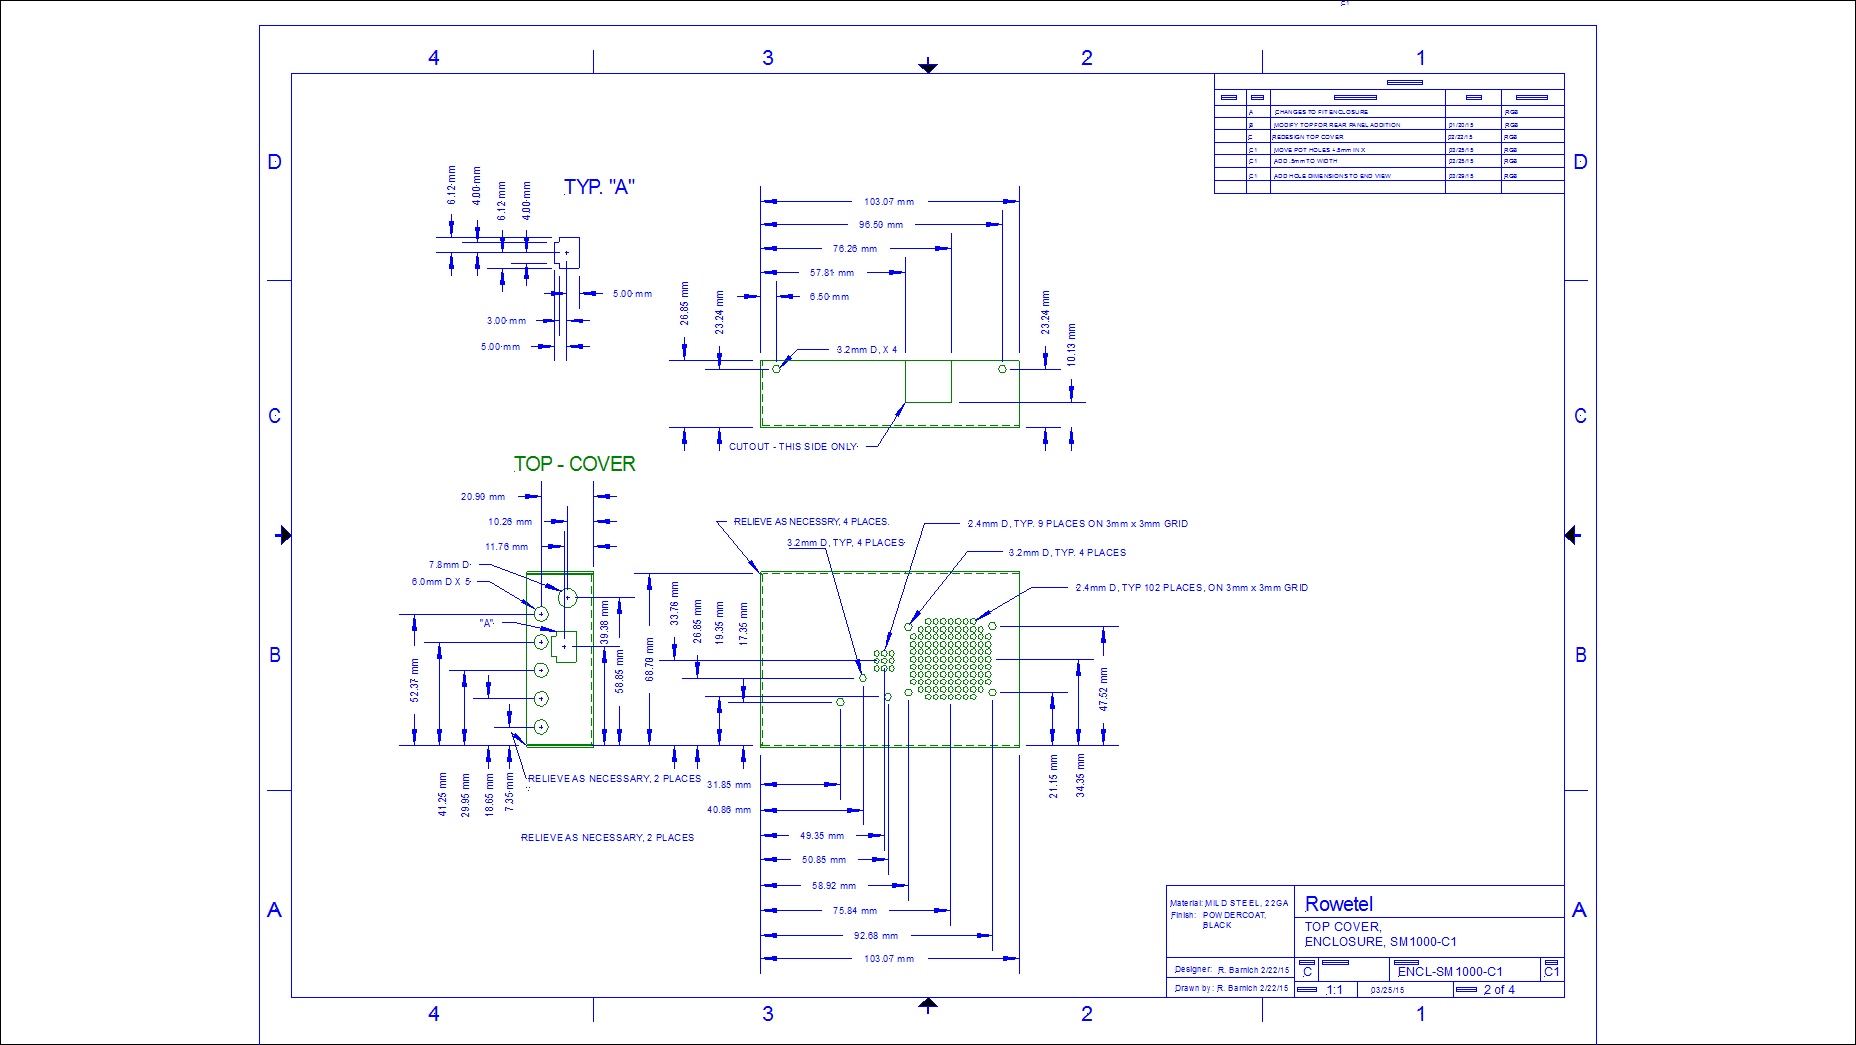 C1
4 3 2 1
D D
A CHANGES TO FIT ENCLOSURE RGB
B MODIFY TOP FOR REAR PANEL ADDITION 01/20/15 RGB
C REDESIGN TOP COVER 02/22/15 RGB
C1 MOVE POT HOLES +.5mm IN X 03/25/15 RGB
C1 ADD .5mm TO WIDTH 03/25/15 RGB
C1 ADD HOLE DIMENSIONS TO END VIEW 03/29/15 RGB
TYP. "A"
6.12 mm
4.00 mm
6.12 mm
4.00 mm
5.00 mm
3.00 mm
5.00 mm
103.07 mm
96.50 mm
76.26 mm
57.81 mm
6.50 mm
26.85 mm
23.24 mm
23.24 mm
10.13 mm
3.2mm D, X 4
C C
CUTOUT - THIS SIDE ONLY
TOP - COVER
20.90 mm
10.26 mm
11.76 mm
7.8mm D
6.0mm D X 5
"A"
RELIEVE AS NECESSRY, 4 PLACES.
3.2mm D, TYP, 4 PLACES
2.4mm D, TYP. 9 PLACES ON 3mm x 3mm GRID
3.2mm D, TYP. 4 PLACES
2.4mm D, TYP 102 PLACES, ON 3mm x 3mm GRID
B B
52.37 mm
41.25 mm
29.95 mm
18.65 mm
7.35 mm
39.38 mm
58.85 mm
68.70 mm
33.76 mm
26.85 mm
19.35 mm
17.35 mm
47.52 mm
21.15 mm
34.35 mm
RELIEVE AS NECESSARY, 2 PLACES
RELIEVE AS NECESSARY, 2 PLACES
31.85 mm
40.86 mm
49.35 mm
50.85 mm
58.92 mm
75.84 mm
92.68 mm
103.07 mm
A A
Material: MILD STEEL, 22GA
Finish: POWDERCOAT,
BLACK
Rowetel
TOP COVER,
ENCLOSURE, SM1000-C1
Designer: R. Barnich 2/22/15
C ENCL-SM1000-C1 C1
Drawn by: R. Barnich 2/22/15
1:1 03/25/15 2 of 4
4 3 2 1